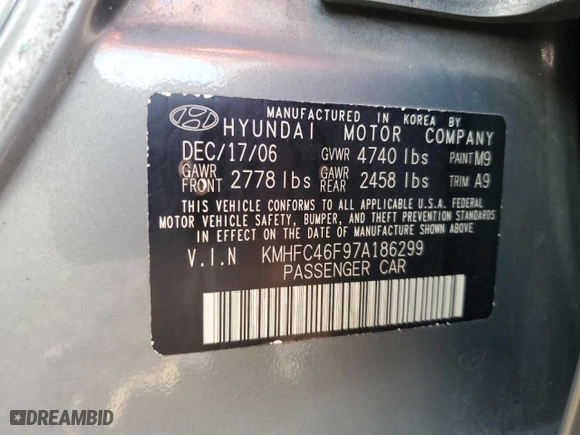 MANUFACTURED IN KOREA BY
HYUNDAI MOTOR COMPANY
DEC/17/06 GVWR 4740 lbs PAINT M9
GAWR FRONT 2778 lbs GAWR REAR 2458 lbs TRIM A9
THIS VEHICLE CONFORMS TO ALL APPLICABLE U.S.A. FEDERAL
MOTOR VEHICLE SAFETY, BUMPER, AND THEFT PREVENTION STANDARDS
IN EFFECT ON THE DATE OF MANUFACTURE SHOWN ABOVE.
V.I.N KMHFC46F97A186299
PASSENGER CAR
DREAMBID